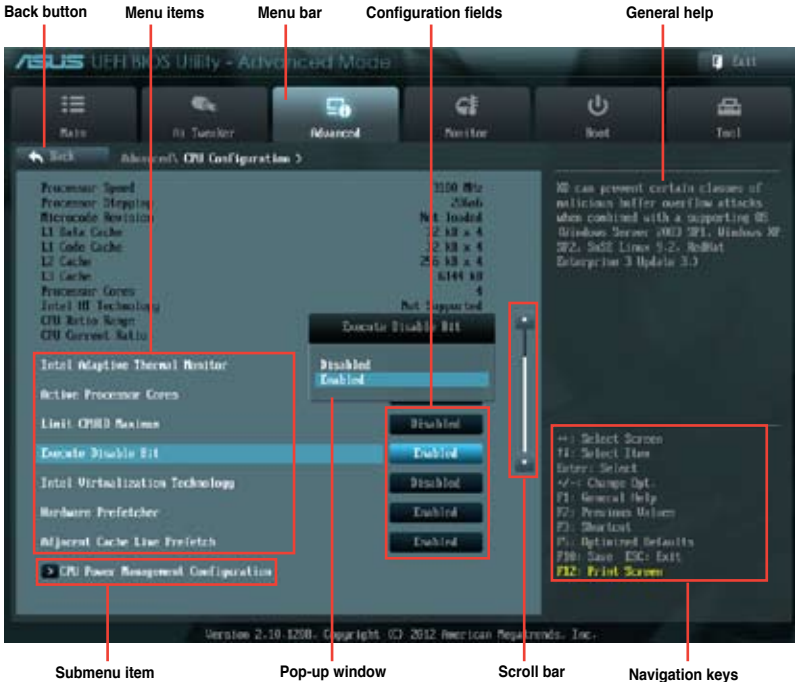 Back button Menu items Menu bar Configuration fields General help
ASUS UEFI BIOS Utility - Advanced Mode Exit
Main Ai Tweaker Advanced Monitor Boot Tool
Back Advanced\ CPU Configuration >
Processor Speed 3100 MHz
Processor Stepping 206a6
Microcode Revision Not loaded
L1 Data Cache 32 kB x 4
L1 Code Cache 32 kB x 4
L2 Cache 256 kB x 4
L3 Cache 6144 kB
Processor Cores 4
Intel HT Technology Not Supported
CPU Ratio Range
CPU Current Ratio
XD can prevent certain classes of
malicious buffer overflow attacks
when combined with a supporting OS
(Windows Server 2003 SP1, Windows XP
SP2, SuSE Linux 9.2, RedHat
Enterprise 3 Update 3.)
Execute Disable Bit
Disabled
Enabled
Intel Adaptive Thermal Monitor
Active Processor Cores
Limit CPUID Maximum Disabled
Execute Disable Bit Enabled
Intel Virtualization Technology Disabled
Hardware Prefetcher Enabled
Adjacent Cache Line Prefetch Enabled
> CPU Power Management Configuration
→←: Select Screen
↑↓: Select Item
Enter: Select
+/-: Change Opt.
F1: General Help
F2: Previous Values
F3: Shortcut
F5: Optimized Defaults
F10: Save ESC: Exit
F12: Print Screen
Version 2.10.1208. Copyright (C) 2012 American Megatrends, Inc.
Submenu item Pop-up window Scroll bar Navigation keys